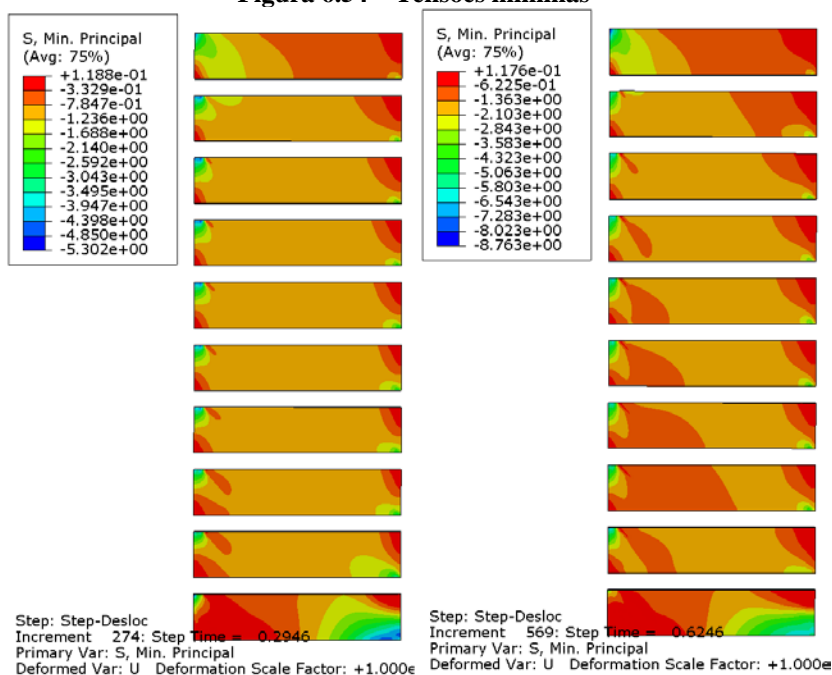 Figura 6.34 – Tensões mínimas
S, Min. Principal
(Avg: 75%)
+1.188e-01
-3.329e-01
-7.847e-01
-1.236e+00
-1.688e+00
-2.140e+00
-2.592e+00
-3.043e+00
-3.495e+00
-3.947e+00
-4.398e+00
-4.850e+00
-5.302e+00
Step: Step-Desloc
Increment 274: Step Time = 0.2946
Primary Var: S, Min. Principal
Deformed Var: U Deformation Scale Factor: +1.000e
S, Min. Principal
(Avg: 75%)
+1.176e-01
-6.225e-01
-1.363e+00
-2.103e+00
-2.843e+00
-3.583e+00
-4.323e+00
-5.063e+00
-5.803e+00
-6.543e+00
-7.283e+00
-8.023e+00
-8.763e+00
Step: Step-Desloc
Increment 569: Step Time = 0.6246
Primary Var: S, Min. Principal
Deformed Var: U Deformation Scale Factor: +1.000e